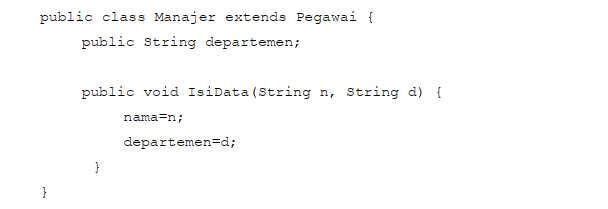 public class Manajer extends Pegawai {
public String departemen;
public void IsiData(String n, String d) {
nama=n;
departemen=d;
}
}